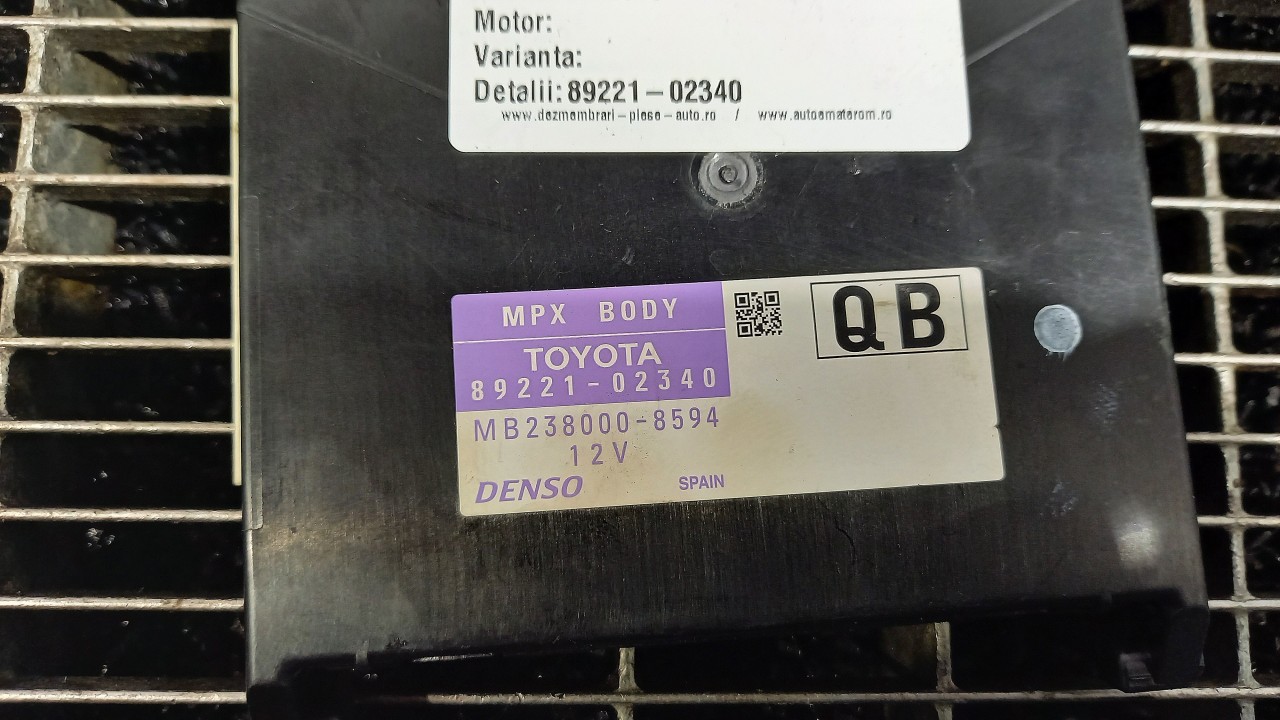 Motor:
Varianta:
Detalii: 89221-02340
www.dezmembrari-piese-auto.ro / www.autoematerom.ro
MPX BODY
QB
TOYOTA
89221-02340
MB238000-8594
12V
DENSO SPAIN